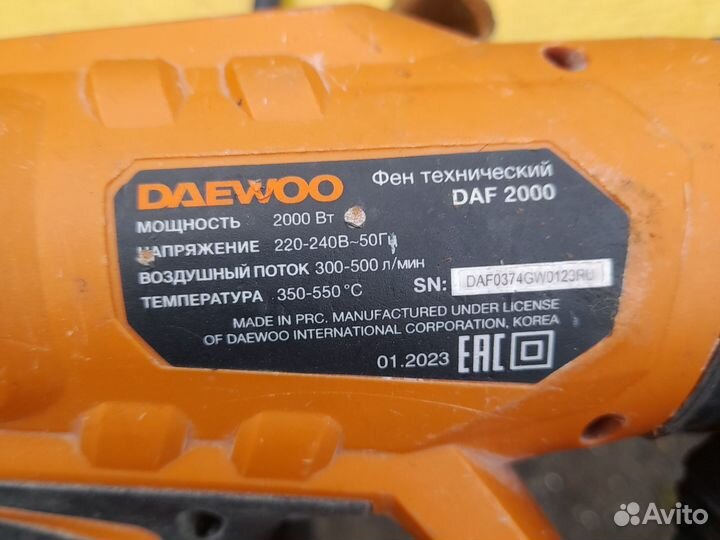 DAEWOO
Фен технический
DAF 2000
МОЩНОСТЬ 2000 Вт
НАПРЯЖЕНИЕ 220-240В~50Гц
ВОЗДУШНЫЙ ПОТОК 300-500 л/мин
ТЕМПЕРАТУРА 350-550 °C
SN: DAF0374GW0123RU
MADE IN PRC. MANUFACTURED UNDER LICENSE
OF DAEWOO INTERNATIONAL CORPORATION, KOREA
01.2023 EAC
Avito